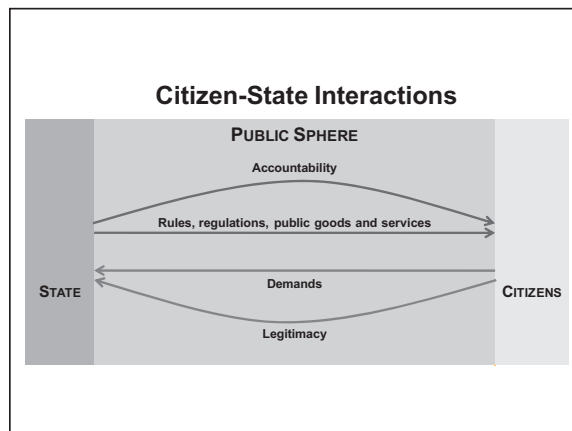 Citizen-State Interactions
PUBLIC SPHERE
Accountability
Rules, regulations, public goods and services
STATE
Demands
CITIZENS
Legitimacy